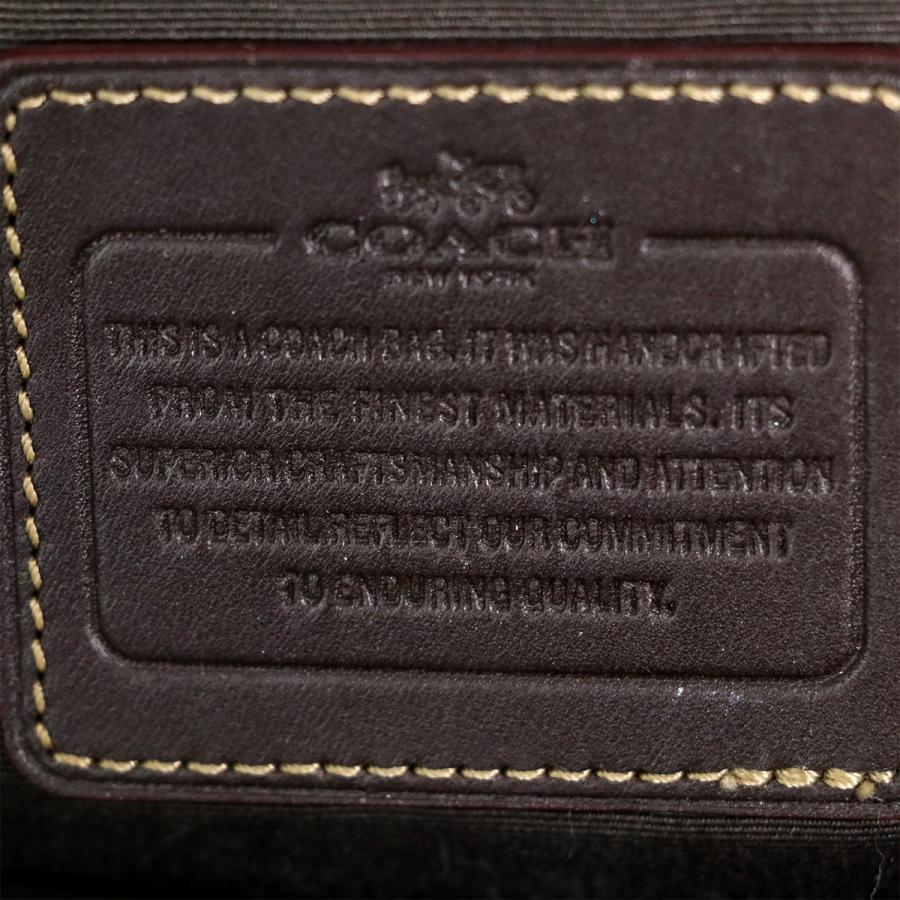 COACH
NEW YORK
THIS IS A COACH BAG. IT WAS HANDCRAFTED
FROM THE FINEST MATERIALS. ITS
SUPERIOR CRAFTSMANSHIP AND ATTENTION
TO DETAIL REFLECT OUR COMMITMENT
TO ENDURING QUALITY.